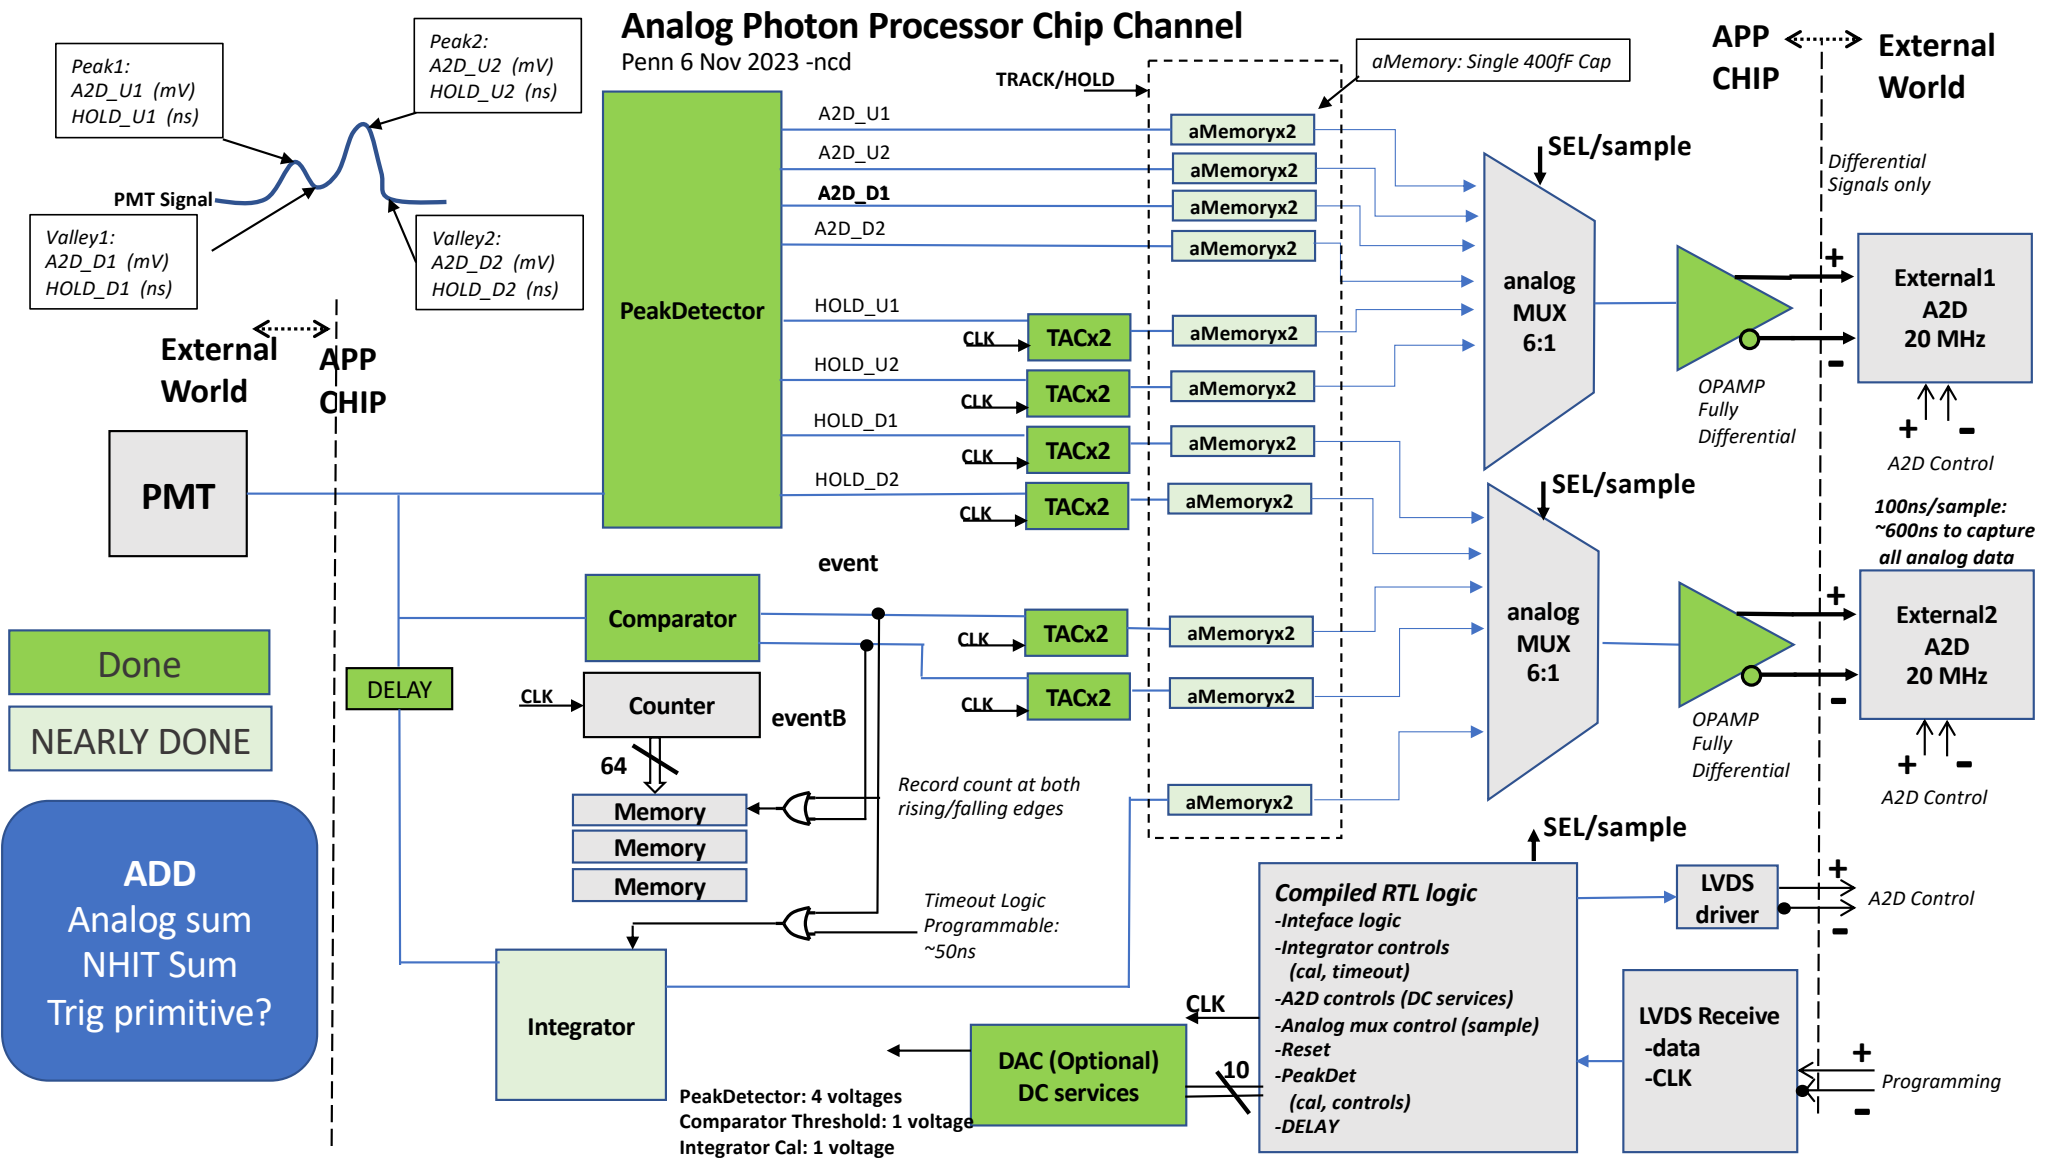 Analog Photon Processor Chip Channel
Penn 6 Nov 2023 -ncd
Peak1:
A2D_U1 (mV)
HOLD_U1 (ns)
Peak2:
A2D_U2 (mV)
HOLD_U2 (ns)
PMT Signal
Valley1:
A2D_D1 (mV)
HOLD_D1 (ns)
Valley2:
A2D_D2 (mV)
HOLD_D2 (ns)
External
World
APP
CHIP
PMT
Done
NEARLY DONE
ADD
Analog sum
NHIT Sum
Trig primitive?
DELAY
PeakDetector
A2D_U1
A2D_U2
A2D_D1
A2D_D2
HOLD_U1
HOLD_U2
HOLD_D1
HOLD_D2
CLK
CLK
CLK
CLK
TACx2
TACx2
TACx2
TACx2
TRACK/HOLD
aMemory: Single 400fF Cap
aMemoryx2
aMemoryx2
aMemoryx2
aMemoryx2
aMemoryx2
aMemoryx2
aMemoryx2
aMemoryx2
event
Comparator
eventB
CLK
CLK
TACx2
TACx2
aMemoryx2
aMemoryx2
aMemoryx2
CLK
Counter
64
Memory
Memory
Memory
Record count at both
rising/falling edges
Timeout Logic
Programmable:
~50ns
Integrator
PeakDetector: 4 voltages
Comparator Threshold: 1 voltage
Integrator Cal: 1 voltage
DAC (Optional)
DC services
CLK
10
Compiled RTL logic
-Inteface logic
-Integrator controls
(cal, timeout)
-A2D controls (DC services)
-Analog mux control (sample)
-Reset
-PeakDet
(cal, controls)
-DELAY
SEL/sample
analog
MUX
6:1
SEL/sample
analog
MUX
6:1
SEL/sample
OPAMP
Fully
Differential
OPAMP
Fully
Differential
APP
CHIP
External
World
Differential
Signals only
+
-
External1
A2D
20 MHz
+ -
A2D Control
100ns/sample:
~600ns to capture
all analog data
+
-
External2
A2D
20 MHz
+ -
A2D Control
LVDS
driver
+
-
A2D Control
LVDS Receive
-data
-CLK
+
-
Programming